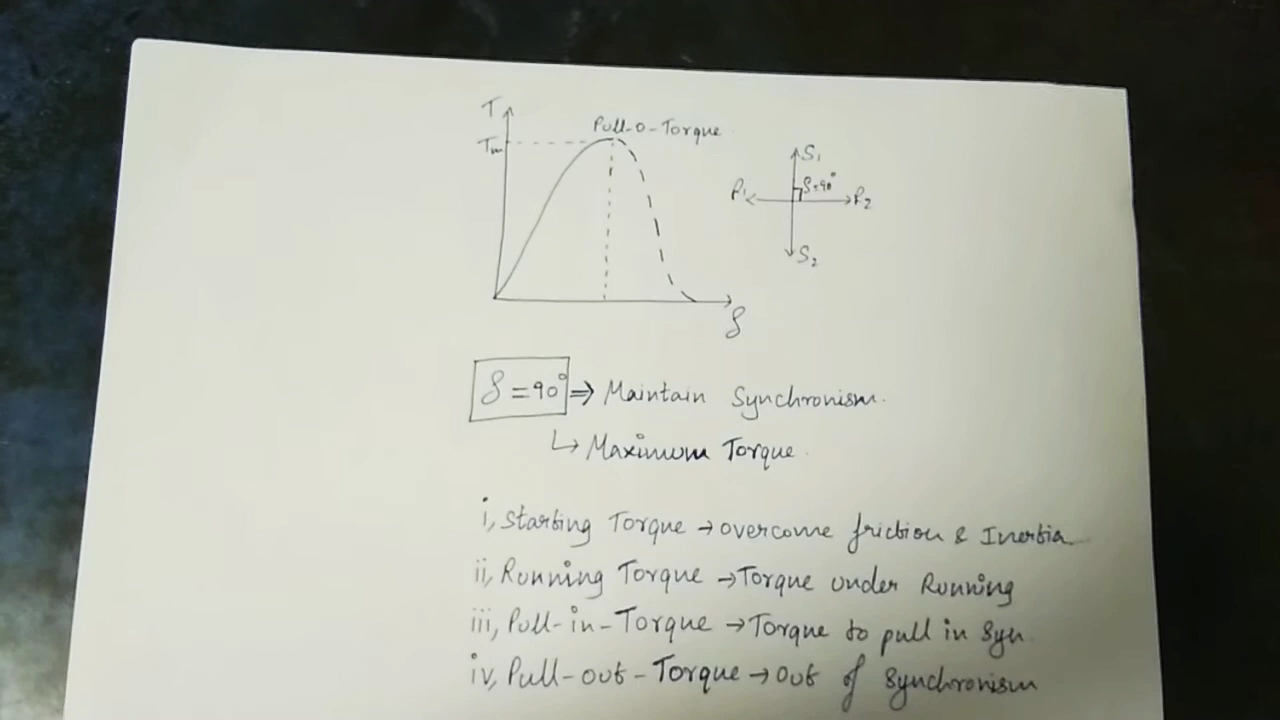 T
Pull-o-Torque
Tm
S1
δ=90°
P1
P2
S2
δ
δ=90° ⇒ Maintain Synchronism.
↳ Maximum Torque.
i, Starting Torque → overcome friction & Inertia
ii, Running Torque → Torque under Running
iii, Pull-in-Torque → Torque to pull in Syn.
iv, Pull-out-Torque → Out of Synchronism